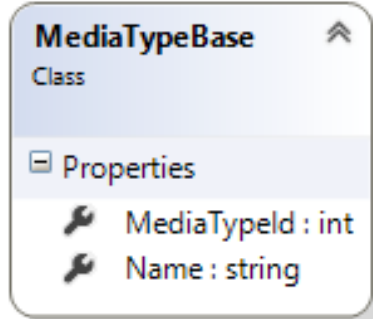 MediaTypeBase
Class
Properties
MediaTypeId : int
Name : string